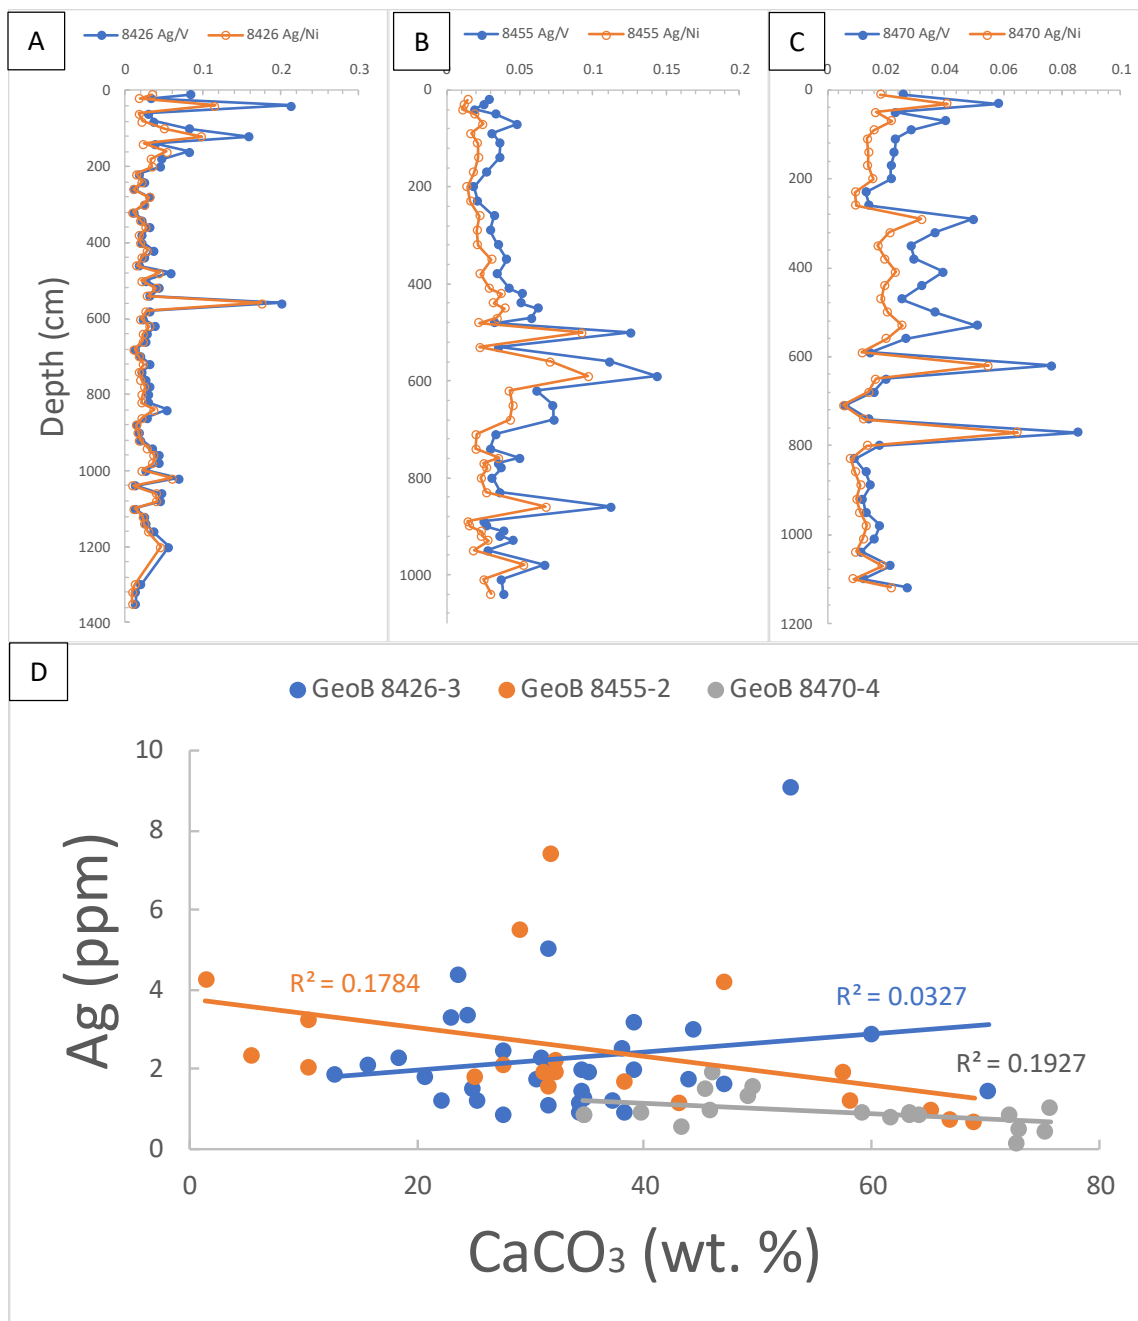 A
8426 Ag/V 8426 Ag/Ni
0 0.1 0.2 0.3
0
200
400
600
800
1000
1200
1400
Depth (cm)
B
8455 Ag/V 8455 Ag/Ni
0 0.05 0.1 0.15 0.2
0
200
400
600
800
1000
C
8470 Ag/V 8470 Ag/Ni
0 0.02 0.04 0.06 0.08 0.1
0
200
400
600
800
1000
1200
D
GeoB 8426-3 GeoB 8455-2 GeoB 8470-4
10
8
6
4
2
0
Ag (ppm)
R² = 0.1784
R² = 0.0327
R² = 0.1927
0 20 40 60 80
CaCO₃ (wt. %)